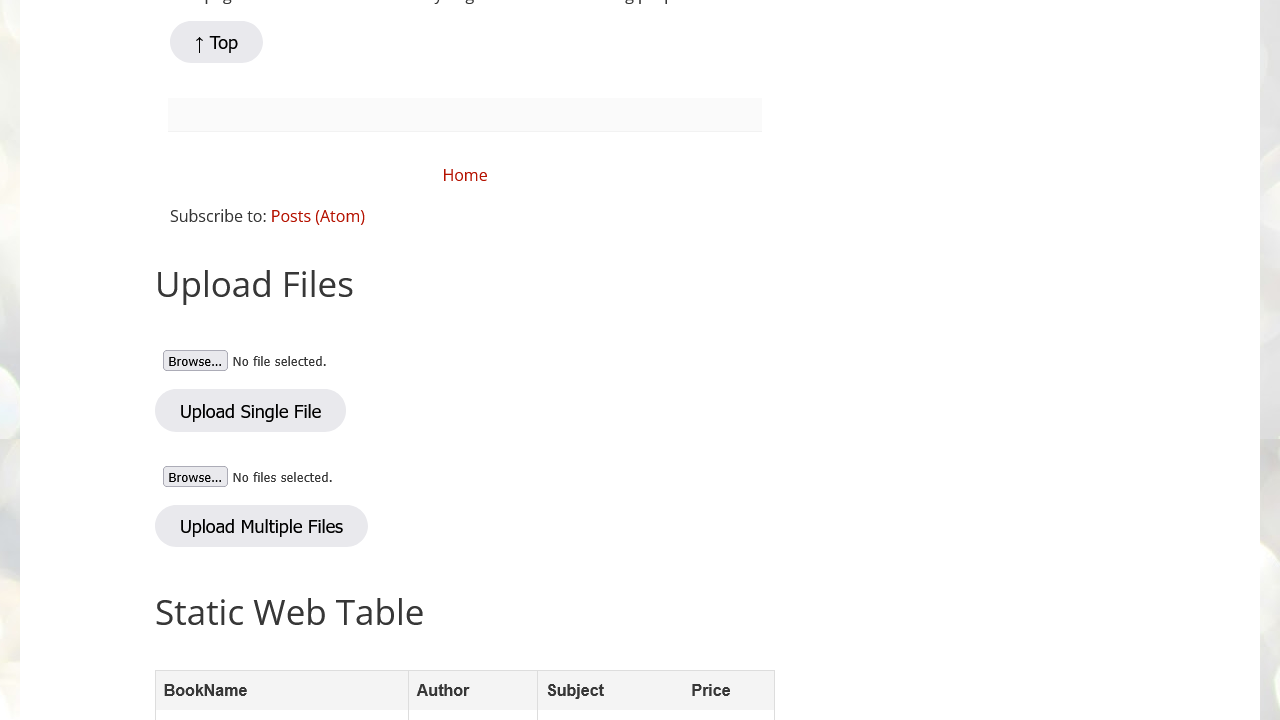 ↑ Top
Home
Subscribe to: Posts (Atom)
Upload Files
Browse... No file selected.
Upload Single File
Browse... No files selected.
Upload Multiple Files
Static Web Table
BookName Author Subject Price